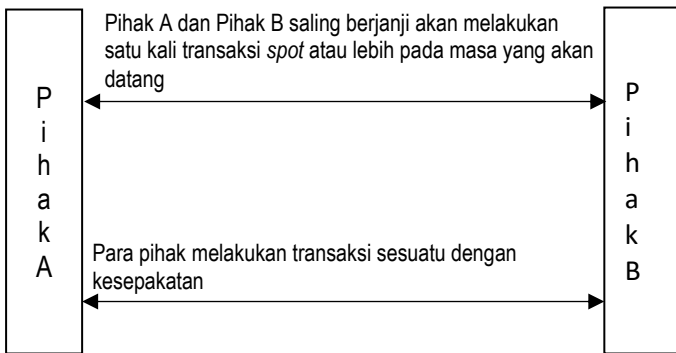 Pihak A dan Pihak B saling berjanji akan melakukan
satu kali transaksi spot atau lebih pada masa yang akan
datang
P
i
h
a
k
A
P
i
h
a
k
B
Para pihak melakukan transaksi sesuatu dengan
kesepakatan